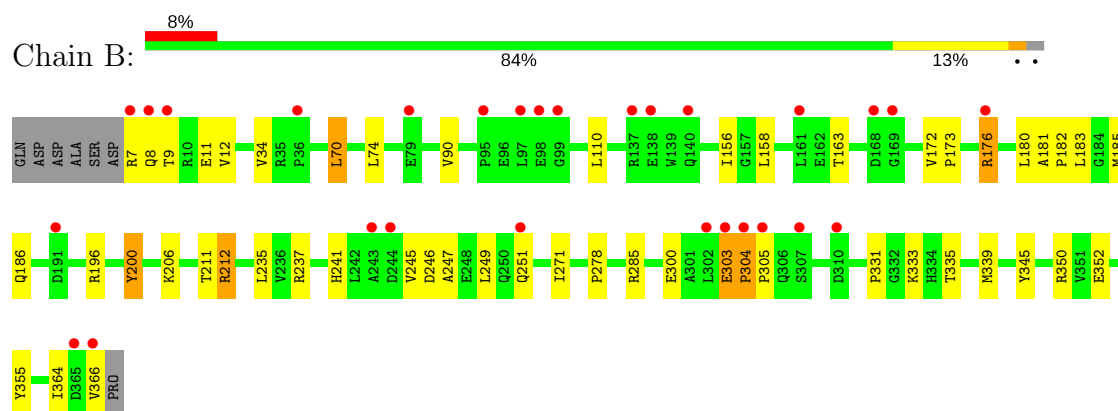 8%
Chain B:
84% 13% • •
GLN ASP ASP ALA SER ASP R7 Q8 T9 R10 E11 V12 V34 R35 P36 L70 L74 E79 V90 P95 E96 L97 E98 G99 L110 R137 E138 W139 Q140 I156 G157 L158 L161 E162 T163 D168 G169 V172 P173 R176 L180 A181 P182 L183 G184 M185
Q186 D191 R196 Y200 K206 T211 R212 L235 V236 R237 H241 L242 A243 D244 V245 D246 A247 E248 L249 Q250 Q251 I271 P278 R285 E300 A301 L302 E303 P304 P305 Q306 S307 D310 P331 G332 K333 H334 T335 M339 Y345 R350 V351 E352
Y355 I364 D365 V366 PRO